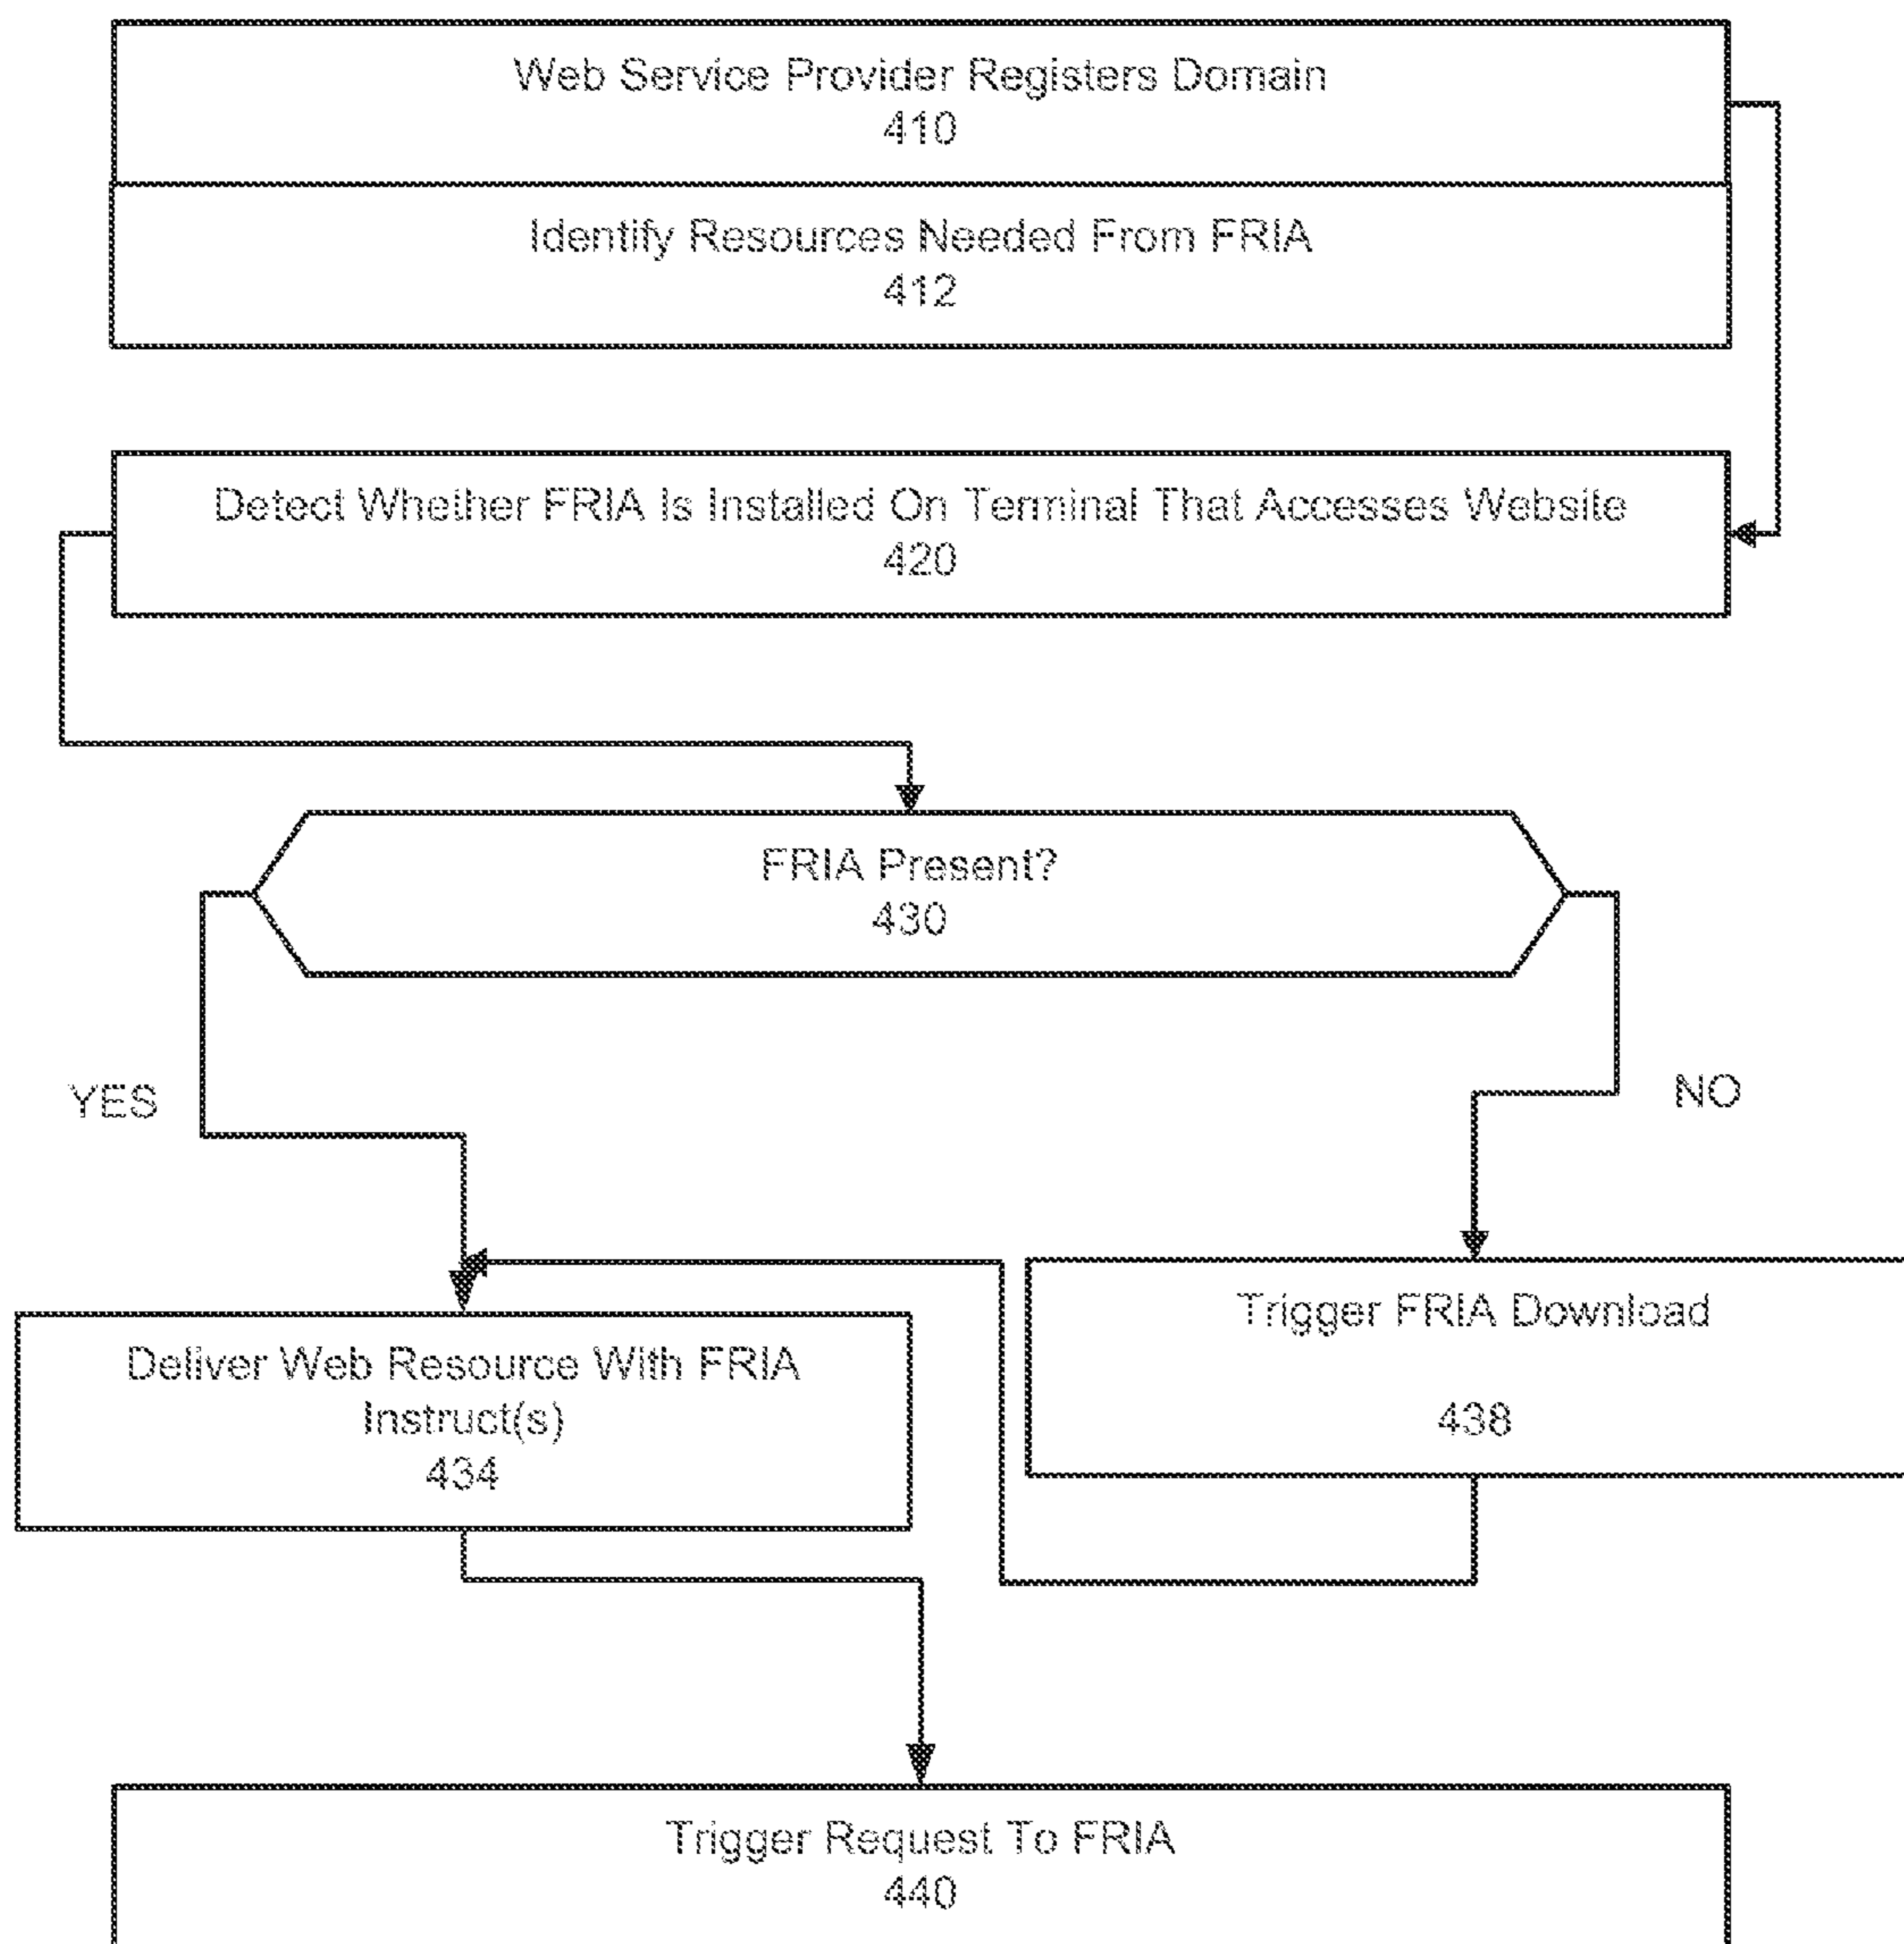 Web Service Provider Registers Domain
410
Identify Resources Needed From FRIA
412
Detect Whether FRIA Is Installed On Terminal That Accesses Website
420
FRIA Present?
430
YES
NO
Trigger FRIA Download
438
Deliver Web Resource With FRIA
Instruct(s)
434
Trigger Request To FRIA
440